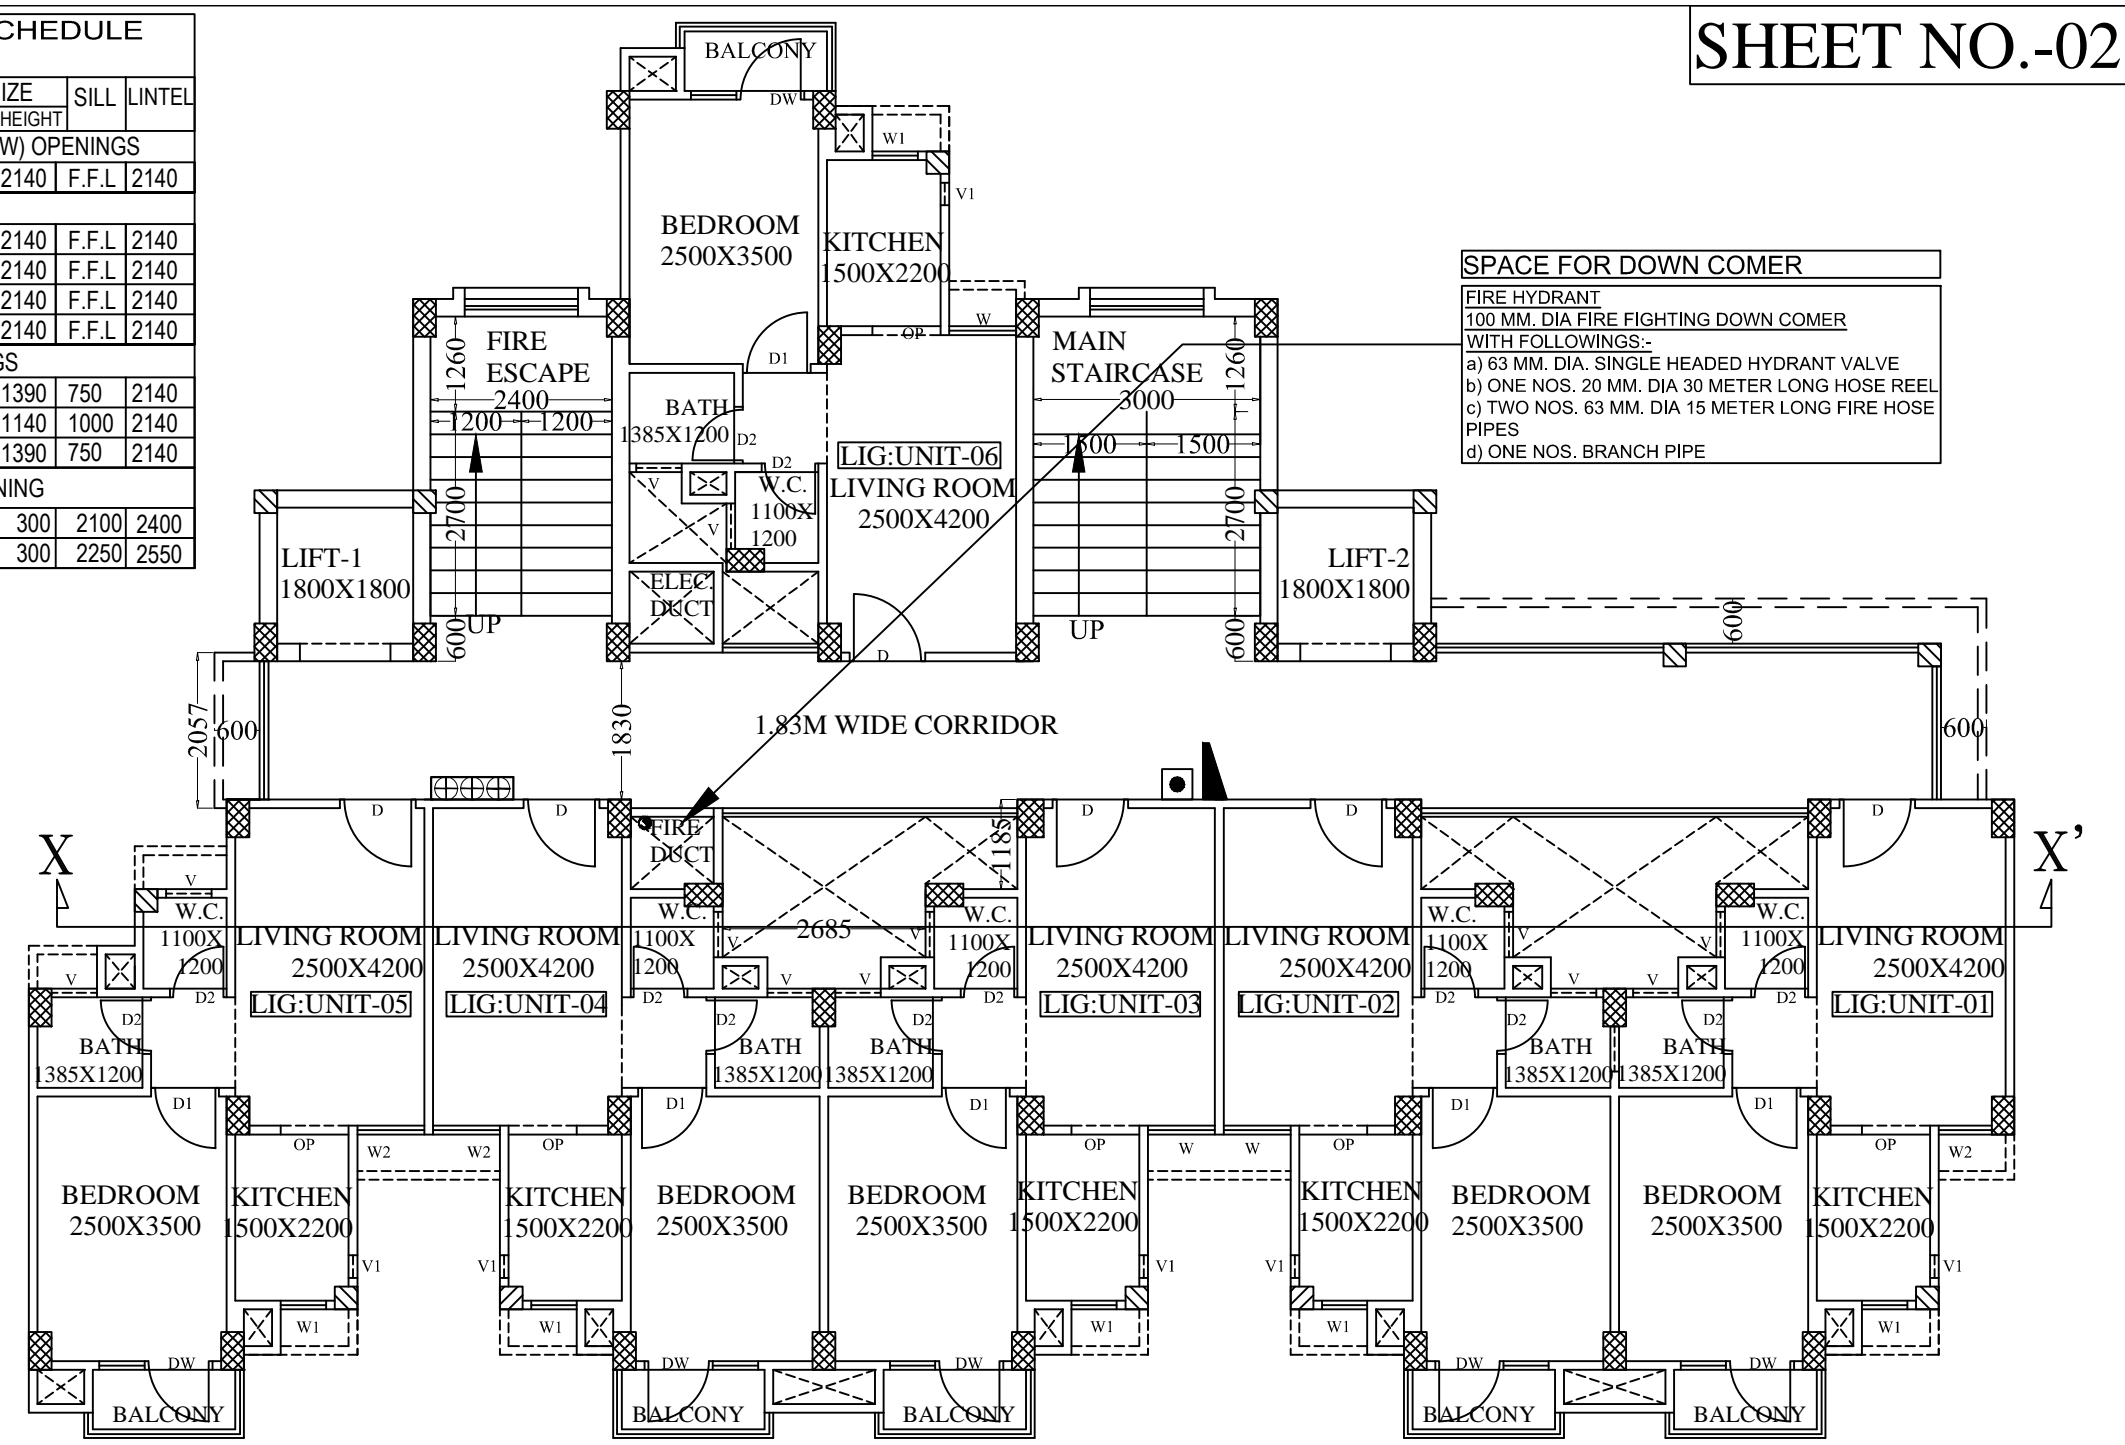 CHEDULE
IZE
SILL
LINTEL
HEIGHT
W) OPENINGS
2140 F.F.L 2140
2140 F.F.L 2140
2140 F.F.L 2140
2140 F.F.L 2140
2140 F.F.L 2140
GS
1390 750 2140
1140 1000 2140
1390 750 2140
NING
300 2100 2400
300 2250 2550
SHEET NO.-02
SPACE FOR DOWN COMER
FIRE HYDRANT
100 MM. DIA FIRE FIGHTING DOWN COMER
WITH FOLLOWINGS:-
a) 63 MM. DIA. SINGLE HEADED HYDRANT VALVE
b) ONE NOS. 20 MM. DIA 30 METER LONG HOSE REEL
c) TWO NOS. 63 MM. DIA 15 METER LONG FIRE HOSE
PIPES
d) ONE NOS. BRANCH PIPE
BALCONY
DW
W1
V1
BEDROOM
2500X3500
KITCHEN
1500X2200
OP
W
D1
FIRE
ESCAPE
1260
2400
1200 1200
2700
600
UP
BATH
1385X1200
D2
D2
V
W.C.
1100X
1200
V
ELEC.
DUCT
LIG:UNIT-06
LIVING ROOM
2500X4200
D
MAIN
STAIRCASE
1260
3000
1500 1500
2700
600
UP
LIFT-1
1800X1800
LIFT-2
1800X1800
600
2057
600
1830
1.83M WIDE CORRIDOR
600
D
D
D
D
D
FIRE
DUCT
1185
X
X'
V
W.C.
1100X
1200
LIVING ROOM
2500X4200
LIG:UNIT-05
LIVING ROOM
2500X4200
LIG:UNIT-04
W.C.
1100X
1200
V
2685
V
W.C.
1100X
1200
LIVING ROOM
2500X4200
LIG:UNIT-03
LIVING ROOM
2500X4200
LIG:UNIT-02
W.C.
1100X
1200
V
V
W.C.
1100X
1200
LIVING ROOM
2500X4200
LIG:UNIT-01
V
D2
D2
V
V
D2
D2
V
V
D2
D2
D2
D2
D2
D2
BATH
1385X1200
BATH
1385X1200
BATH
1385X1200
BATH
1385X1200
BATH
1385X1200
D1
D1
D1
D1
D1
OP
W2
W2
OP
OP
W
W
OP
OP
W2
BEDROOM
2500X3500
KITCHEN
1500X2200
KITCHEN
1500X2200
BEDROOM
2500X3500
BEDROOM
2500X3500
KITCHEN
1500X2200
KITCHEN
1500X2200
BEDROOM
2500X3500
BEDROOM
2500X3500
KITCHEN
1500X2200
V1
V1
V1
V1
V1
W1
W1
W1
W1
W1
DW
DW
DW
DW
DW
BALCONY
BALCONY
BALCONY
BALCONY
BALCONY